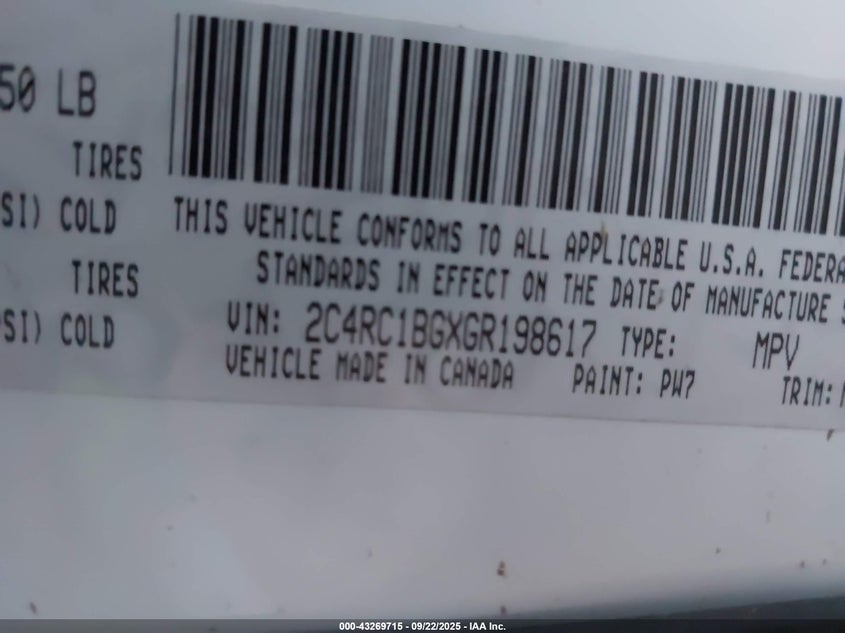 50 LB
TIRES
SI) COLD
TIRES
PSI) COLD
THIS VEHICLE CONFORMS TO ALL APPLICABLE U.S.A. FEDERA
STANDARDS IN EFFECT ON THE DATE OF MANUFACTURE S
VIN: 2C4RC1BGXGR198617 TYPE: MPV
VEHICLE MADE IN CANADA PAINT: PW7 TRIM:
000-43269715 - 09/22/2025 - IAA Inc.